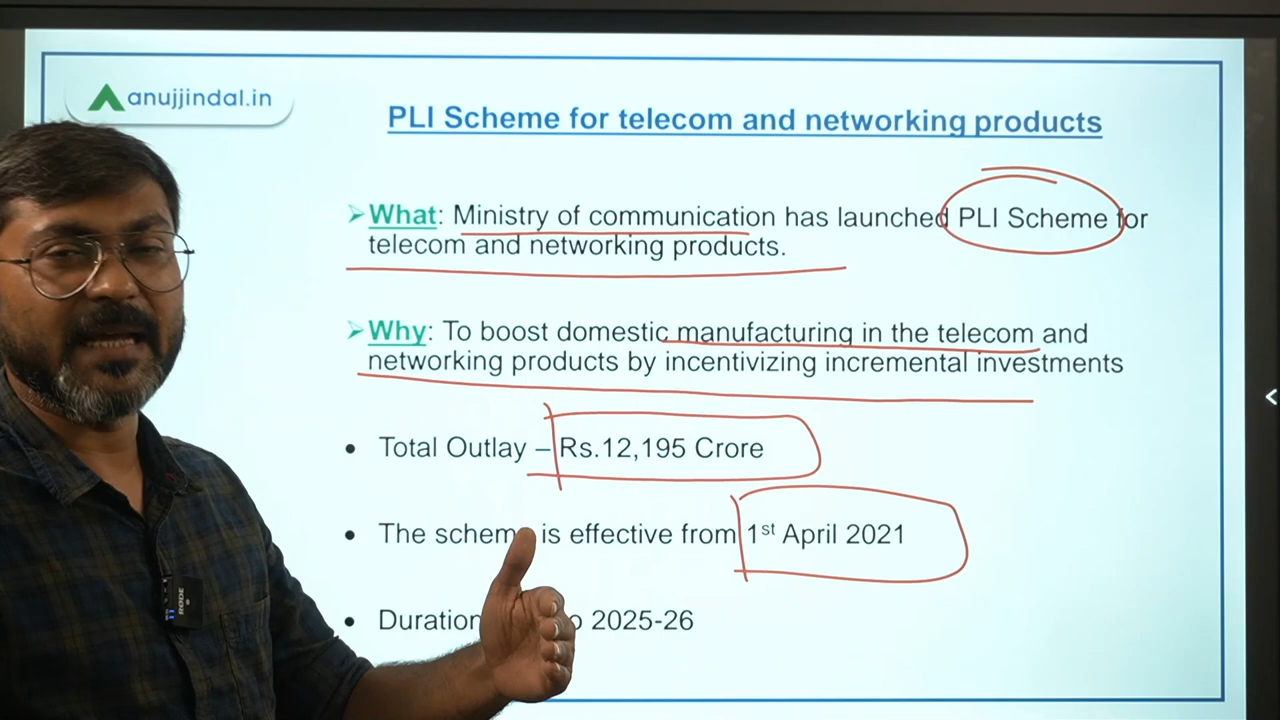 anujjindal.in
PLI Scheme for telecom and networking products
➢What: Ministry of communication has launched PLI Scheme for
telecom and networking products.
➢Why: To boost domestic manufacturing in the telecom and
networking products by incentivizing incremental investments
• Total Outlay – Rs.12,195 Crore
• The scheme is effective from 1st April 2021
• Duration 2025-26
RODE